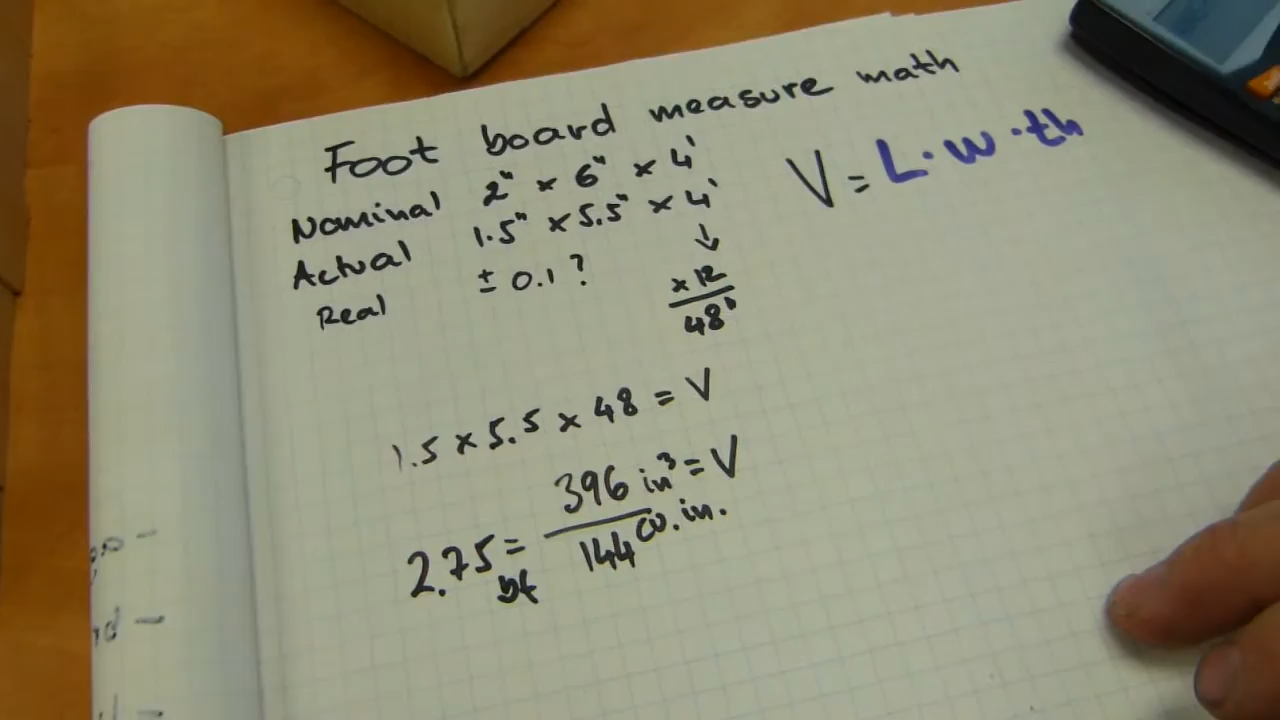 Foot board measure math
V = L · w · th
Nominal 2" × 6" × 4'
Actual 1.5" × 5.5" × 4'
Real ± 0.1 ? ↓
× 12
48"
1.5 × 5.5 × 48 = V
396 in³ = V
2.75 = 144 cu. in.
bf